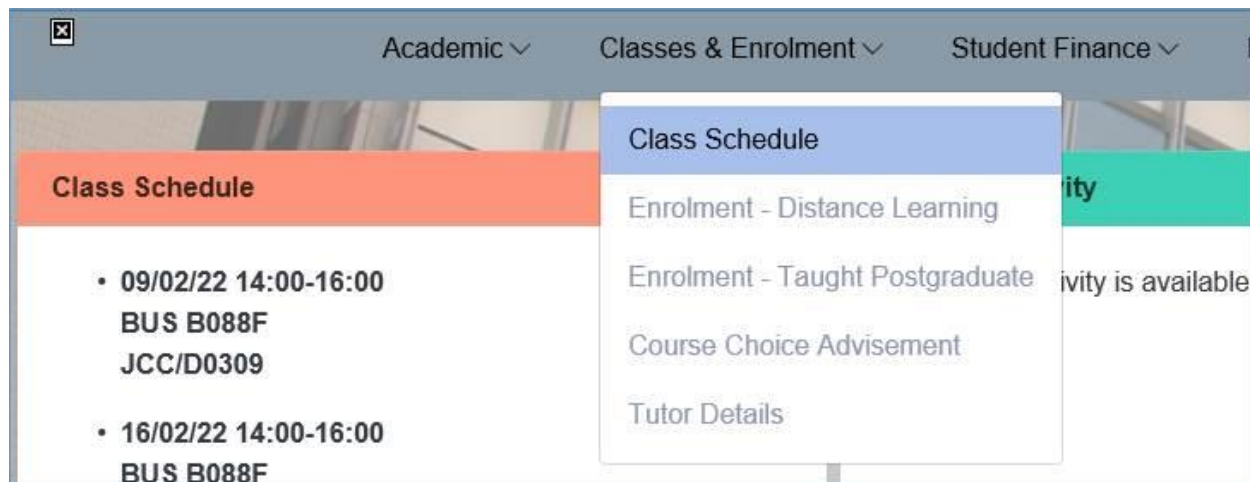 Academic
Classes & Enrolment
Student Finance
Class Schedule
Enrolment - Distance Learning
Enrolment - Taught Postgraduate
Course Choice Advisement
Tutor Details
Class Schedule
• 09/02/22 14:00-16:00
BUS B088F
JCC/D0309
• 16/02/22 14:00-16:00
BUS B088F
ity
ivity is available